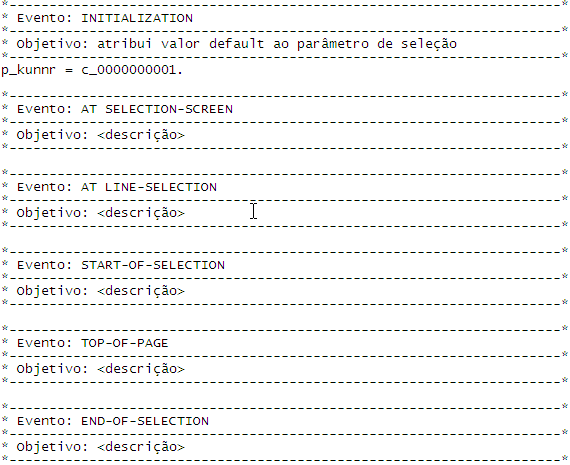 *--------------------------------------------------------------------*
* Evento: INITIALIZATION
*--------------------------------------------------------------------*
* Objetivo: atribui valor default ao parâmetro de seleção
*--------------------------------------------------------------------*
p_kunnr = c_0000000001.
*--------------------------------------------------------------------*
* Evento: AT SELECTION-SCREEN
*--------------------------------------------------------------------*
* Objetivo: <descrição>
*--------------------------------------------------------------------*
*--------------------------------------------------------------------*
* Evento: AT LINE-SELECTION
*--------------------------------------------------------------------*
* Objetivo: <descrição>
*--------------------------------------------------------------------*
*--------------------------------------------------------------------*
* Evento: START-OF-SELECTION
*--------------------------------------------------------------------*
* Objetivo: <descrição>
*--------------------------------------------------------------------*
*--------------------------------------------------------------------*
* Evento: TOP-OF-PAGE
*--------------------------------------------------------------------*
* Objetivo: <descrição>
*--------------------------------------------------------------------*
*--------------------------------------------------------------------*
* Evento: END-OF-SELECTION
*--------------------------------------------------------------------*
* Objetivo: <descrição>
*--------------------------------------------------------------------*